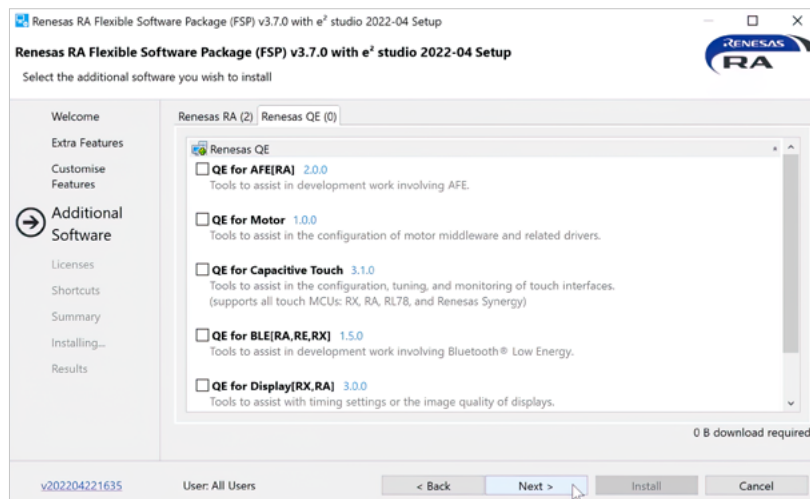 Renesas RA Flexible Software Package (FSP) v3.7.0 with e² studio 2022-04 Setup
Renesas RA Flexible Software Package (FSP) v3.7.0 with e² studio 2022-04 Setup
Select the additional software you wish to install
RENESAS
RA
Welcome
Extra Features
Customise
Features
Additional
Software
Licenses
Shortcuts
Summary
Installing...
Results
Renesas RA (2) Renesas QE (0)
Renesas QE
QE for AFE[RA] 2.0.0
Tools to assist in development work involving AFE.
QE for Motor 1.0.0
Tools to assist in the configuration of motor middleware and related drivers.
QE for Capacitive Touch 3.1.0
Tools to assist in the configuration, tuning, and monitoring of touch interfaces.
(supports all touch MCUs: RX, RA, RL78, and Renesas Synergy)
QE for BLE[RA,RE,RX] 1.5.0
Tools to assist in development work involving Bluetooth® Low Energy.
QE for Display[RX,RA] 3.0.0
Tools to assist with timing settings or the image quality of displays.
0 B download required
v202204221635
User: All Users
< Back
Next >
Install
Cancel